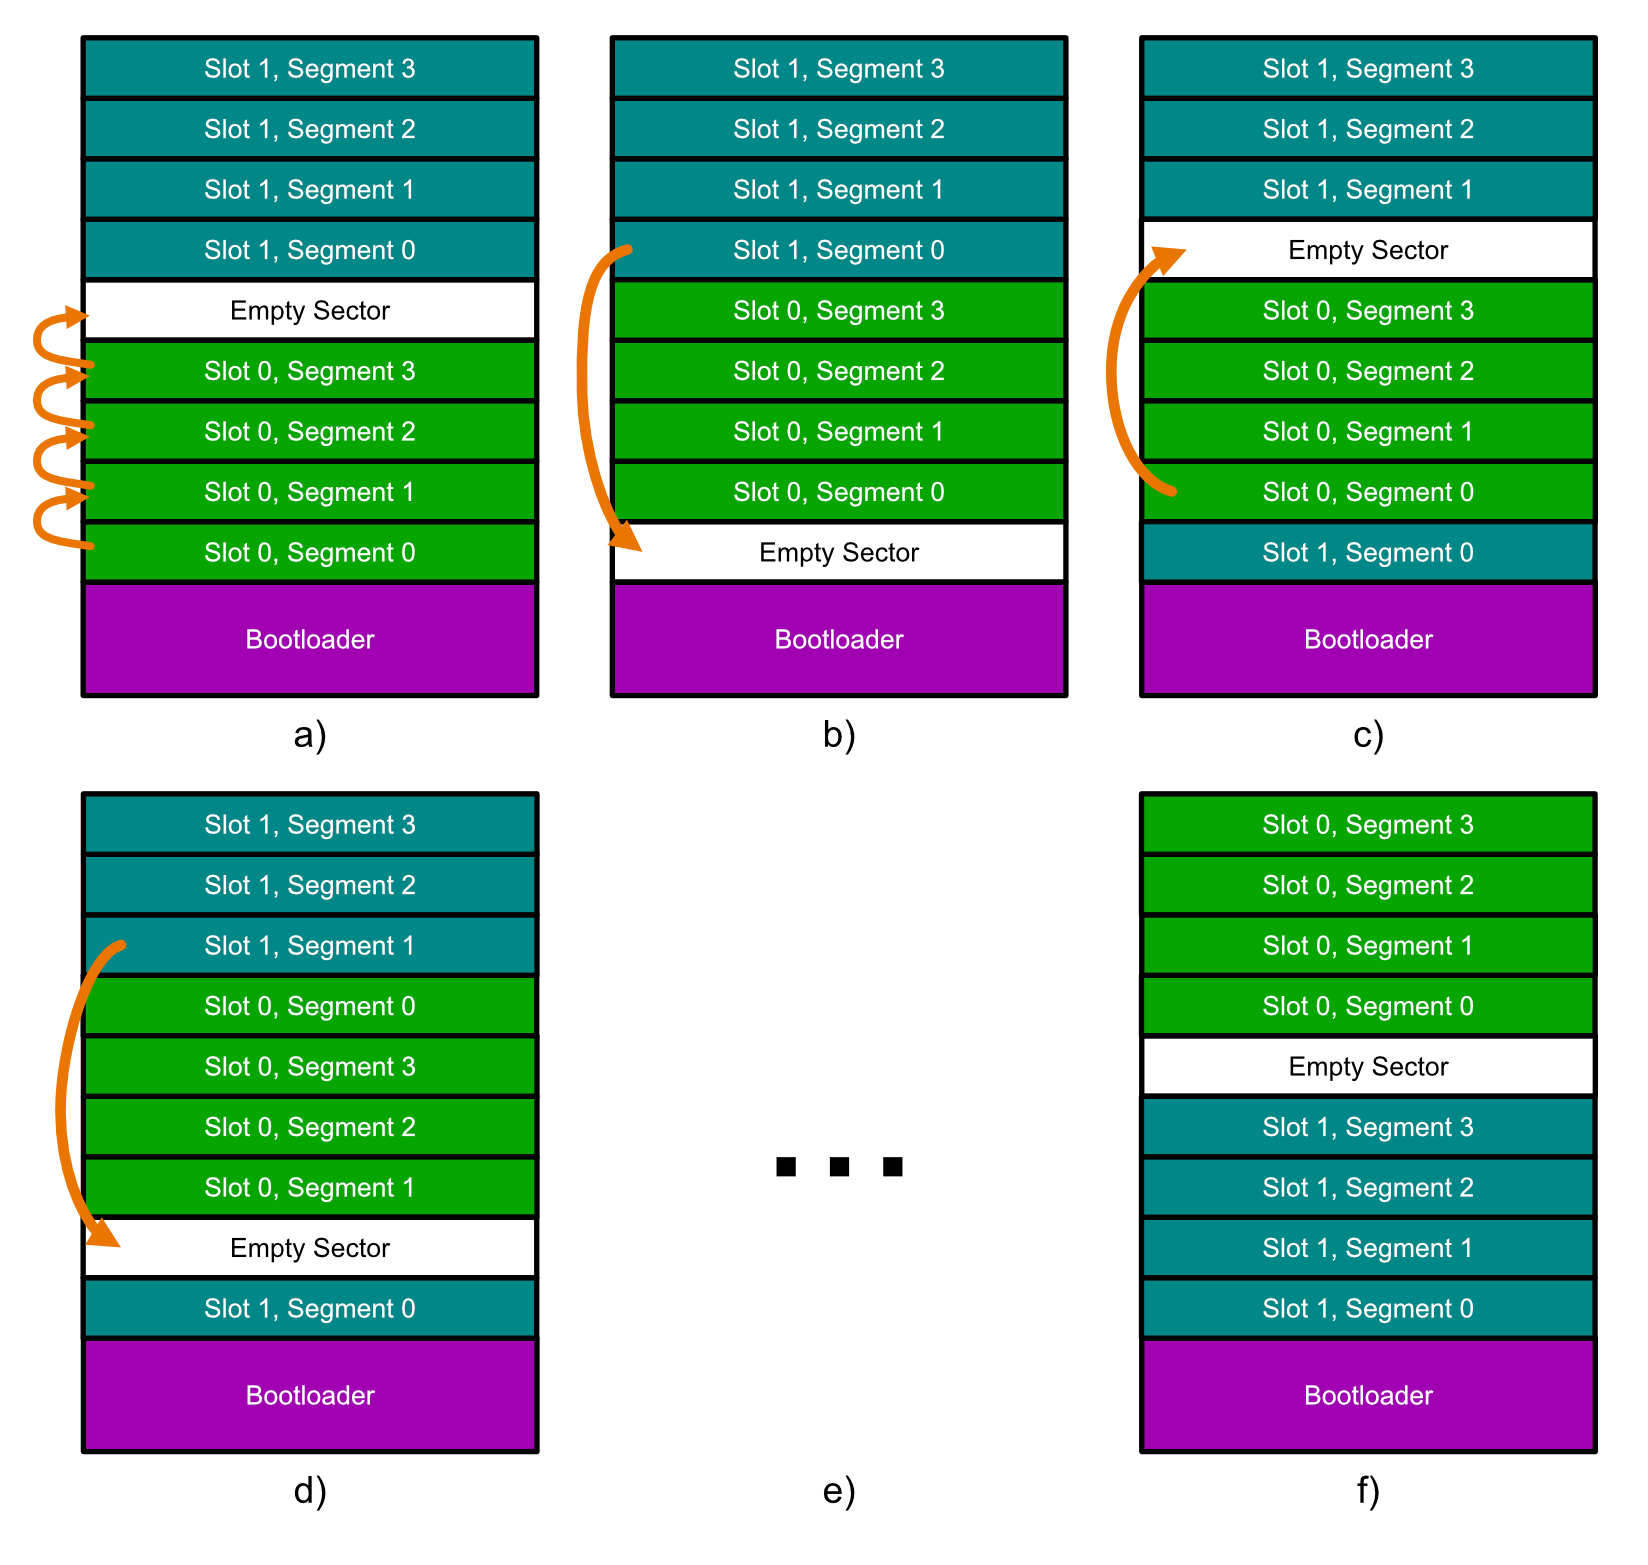 Slot 1, Segment 3
Slot 1, Segment 2
Slot 1, Segment 1
Slot 1, Segment 0
Empty Sector
Slot 0, Segment 3
Slot 0, Segment 2
Slot 0, Segment 1
Slot 0, Segment 0
Bootloader
a)
Slot 1, Segment 3
Slot 1, Segment 2
Slot 1, Segment 1
Slot 1, Segment 0
Slot 0, Segment 3
Slot 0, Segment 2
Slot 0, Segment 1
Slot 0, Segment 0
Empty Sector
Bootloader
b)
Slot 1, Segment 3
Slot 1, Segment 2
Slot 1, Segment 1
Empty Sector
Slot 0, Segment 3
Slot 0, Segment 2
Slot 0, Segment 1
Slot 0, Segment 0
Slot 1, Segment 0
Bootloader
c)
Slot 1, Segment 3
Slot 1, Segment 2
Slot 1, Segment 1
Slot 0, Segment 0
Slot 0, Segment 3
Slot 0, Segment 2
Slot 0, Segment 1
Empty Sector
Slot 1, Segment 0
Bootloader
d)
...
e)
Slot 0, Segment 3
Slot 0, Segment 2
Slot 0, Segment 1
Slot 0, Segment 0
Empty Sector
Slot 1, Segment 3
Slot 1, Segment 2
Slot 1, Segment 1
Slot 1, Segment 0
Bootloader
f)